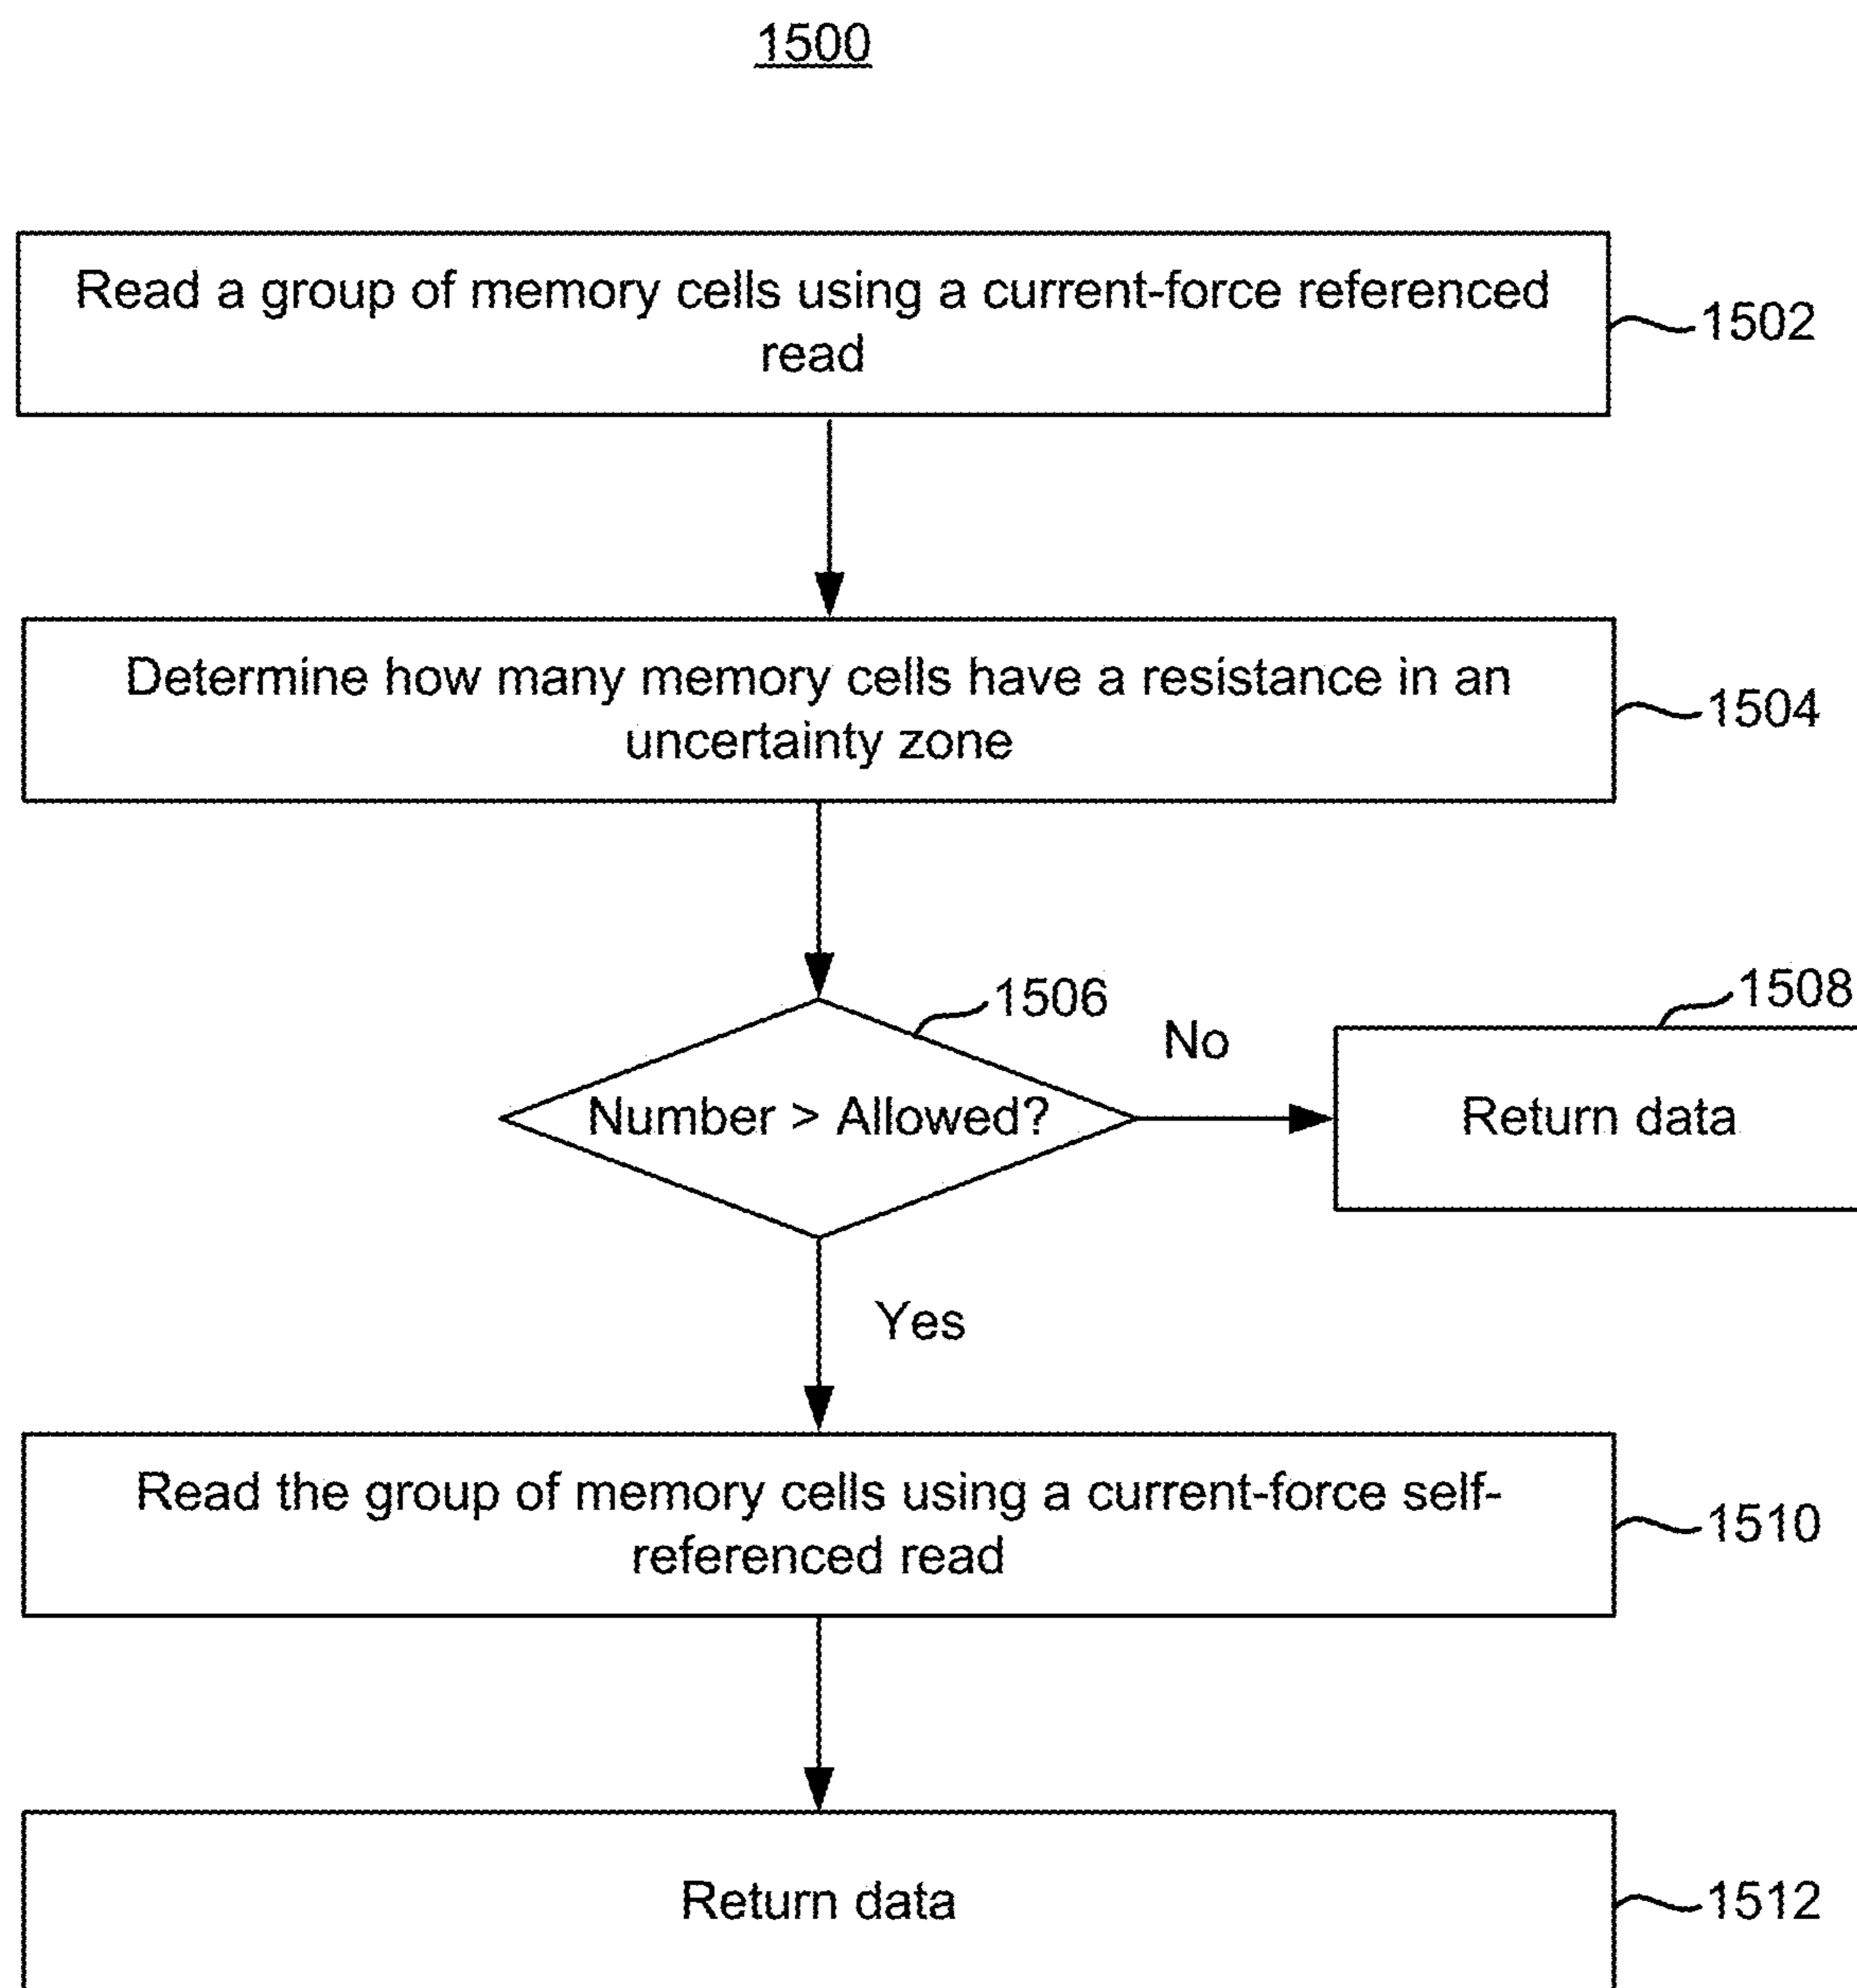 1500
Read a group of memory cells using a current-force referenced
read
1502
Determine how many memory cells have a resistance in an
uncertainty zone
1504
1506
1508
No
Number > Allowed?
Return data
Yes
Read the group of memory cells using a current-force self-
referenced read
1510
Return data
1512